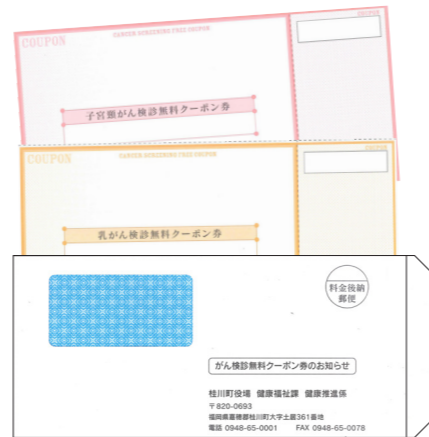 COUPON
CANCER SCREENING FREE COUPON
COUPON
子宮頸がん検診無料クーポン券
COUPON
CANCER SCREENING FREE COUPON
COUPON
乳がん検診無料クーポン券
料金後納
郵便
がん検診無料クーポン券のお知らせ
桂川町役場 健康福祉課 健康推進係
〒820-0693
福岡県嘉穂郡桂川町大字土居361番地
電話 0948-65-0001 FAX 0948-65-0078